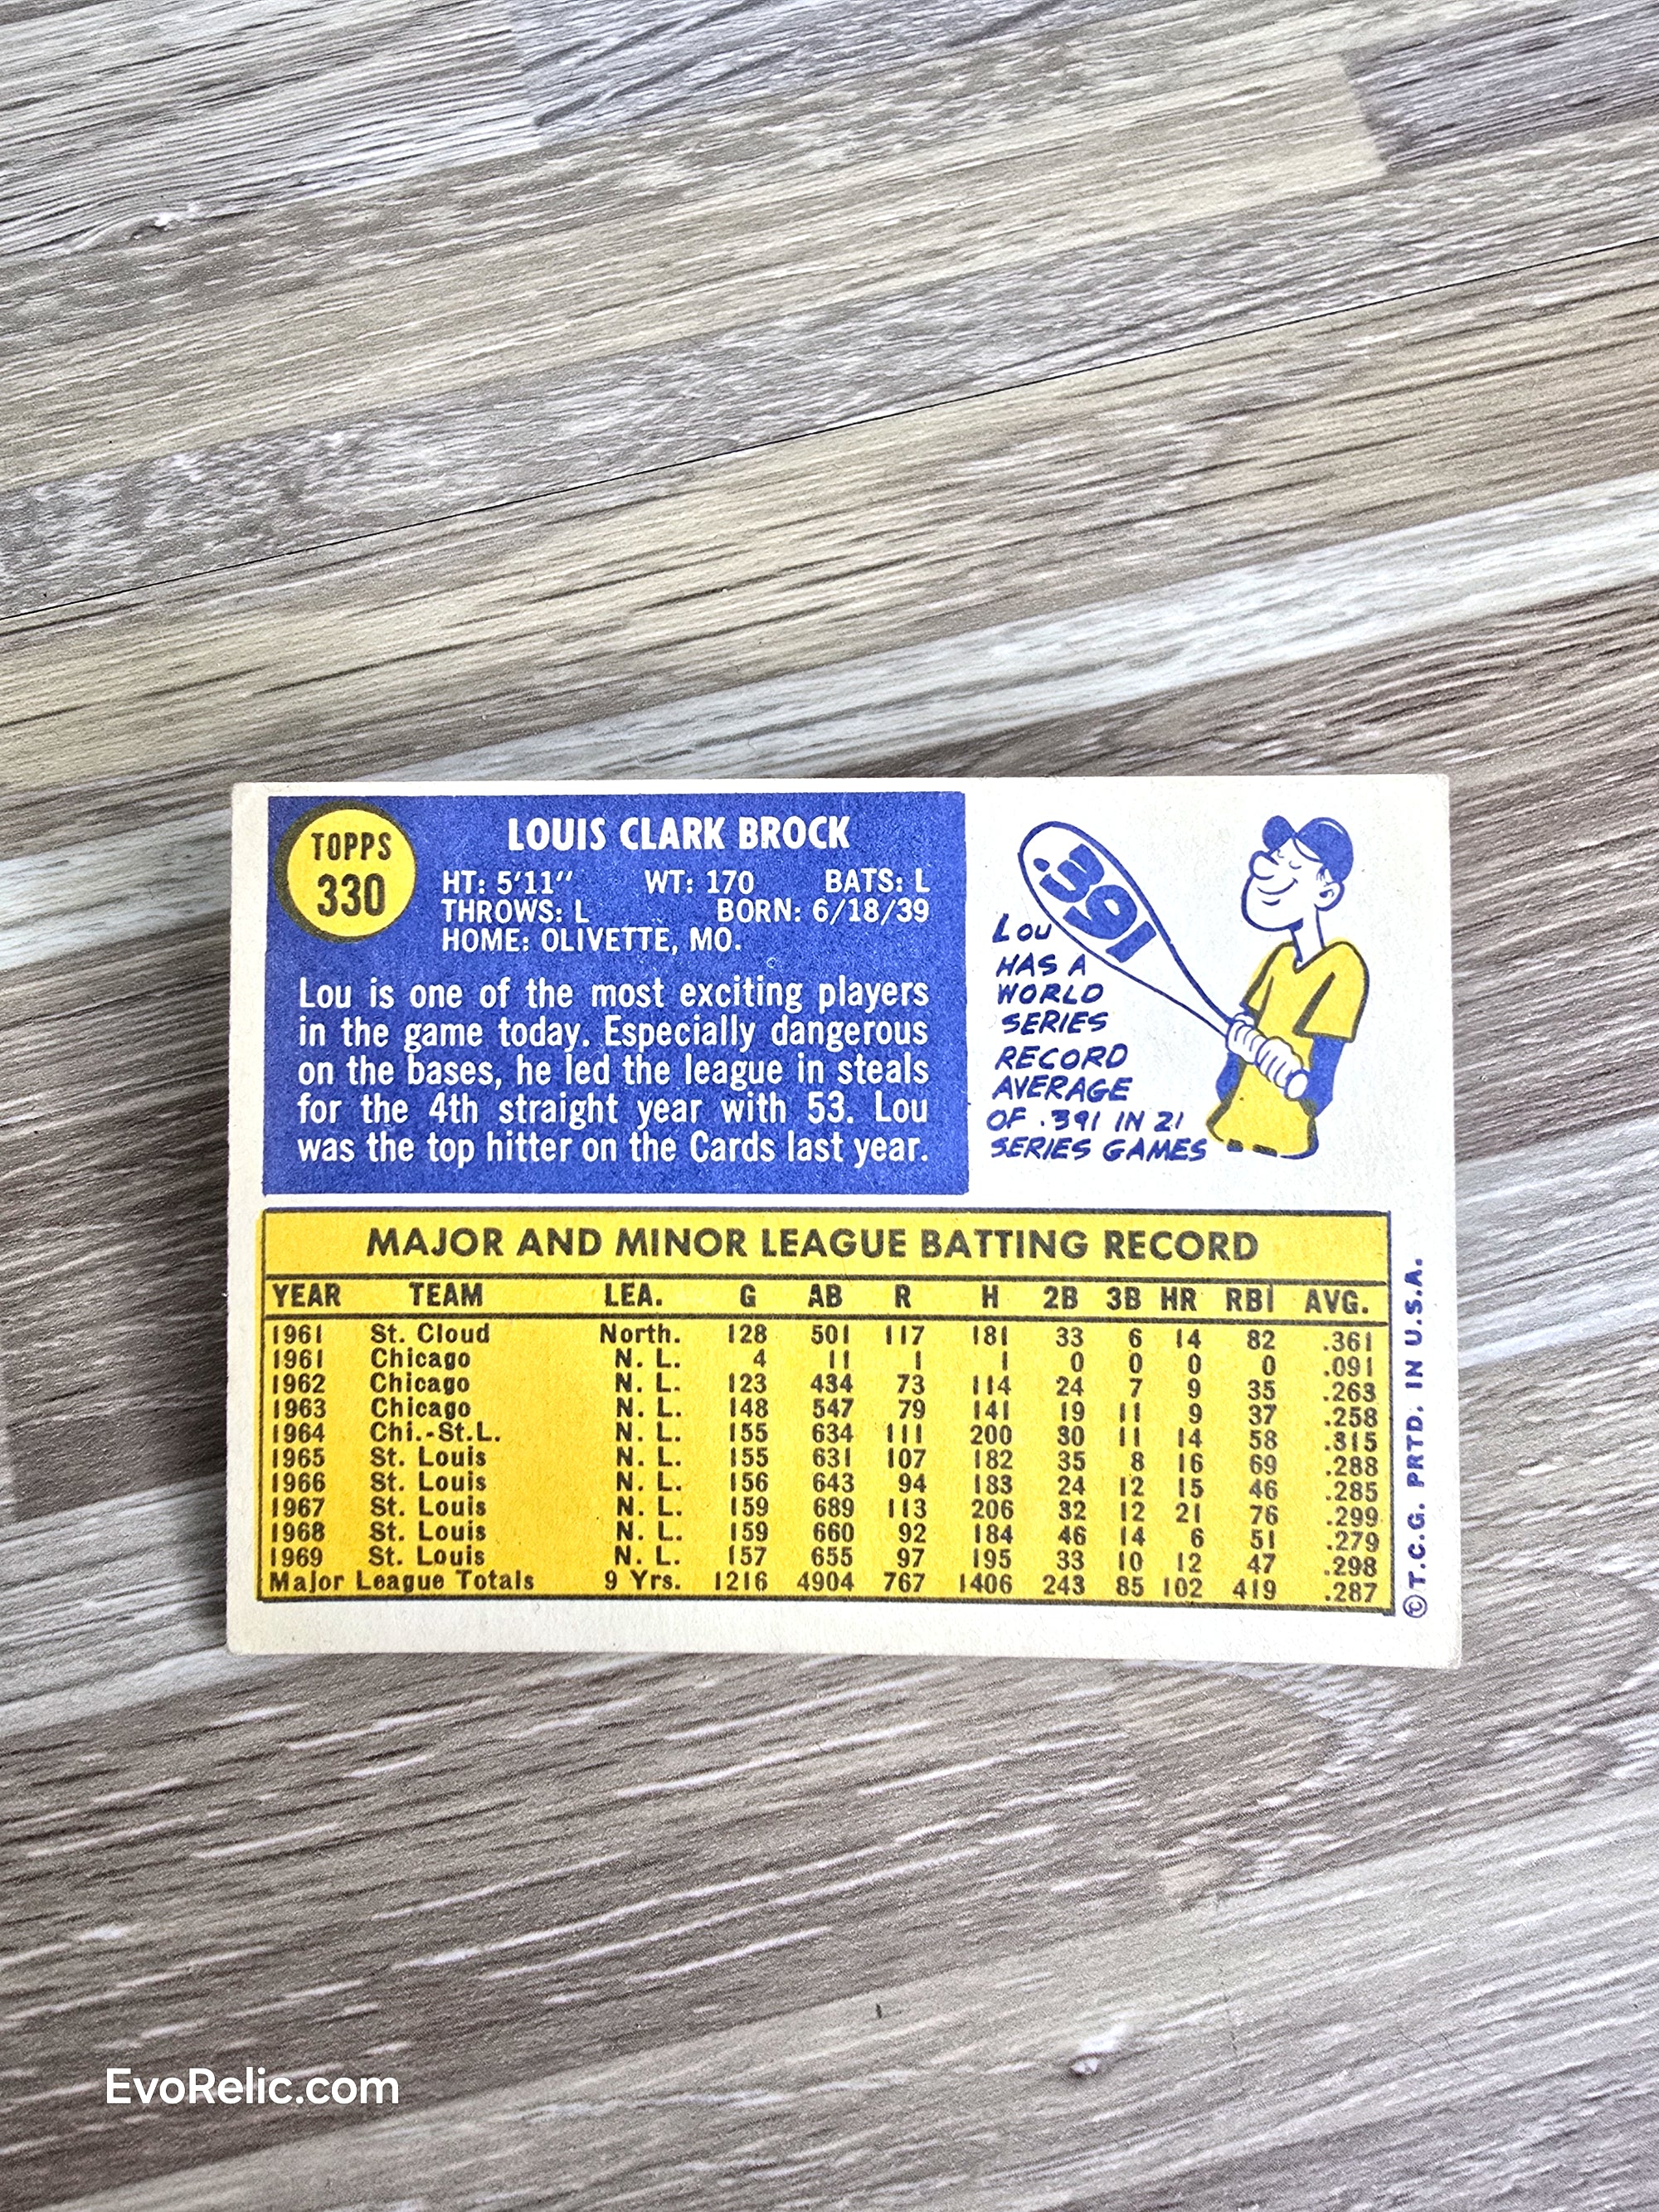 TOPPS
330
LOUIS CLARK BROCK
HT: 5'11" WT: 170 BATS: L
THROWS: L BORN: 6/18/39
HOME: OLIVETTE, MO.
Lou is one of the most exciting players
in the game today. Especially dangerous
on the bases, he led the league in steals
for the 4th straight year with 53. Lou
was the top hitter on the Cards last year.
.391
LOU
HAS A
WORLD
SERIES
RECORD
AVERAGE
OF .391 IN 21
SERIES GAMES
MAJOR AND MINOR LEAGUE BATTING RECORD
YEAR TEAM LEA. G AB R H 2B 3B HR RBI AVG.
1961 St. Cloud North. 128 501 117 181 33 6 14 82 .361
1961 Chicago N. L. 4 11 1 1 0 0 0 0 .091
1962 Chicago N. L. 123 434 73 114 24 7 9 35 .263
1963 Chicago N. L. 148 547 79 141 19 11 9 37 .258
1964 Chi.-St.L. N. L. 155 634 111 200 30 11 14 58 .315
1965 St. Louis N. L. 155 631 107 182 35 8 16 69 .288
1966 St. Louis N. L. 156 643 94 183 24 12 15 46 .285
1967 St. Louis N. L. 159 689 113 206 32 12 21 76 .299
1968 St. Louis N. L. 159 660 92 184 46 14 6 51 .279
1969 St. Louis N. L. 157 655 97 195 33 10 12 47 .298
Major League Totals 9 Yrs. 1216 4904 767 1406 243 85 102 419 .287
© T.C.G. PRTD. IN U.S.A.
EvoRelic.com